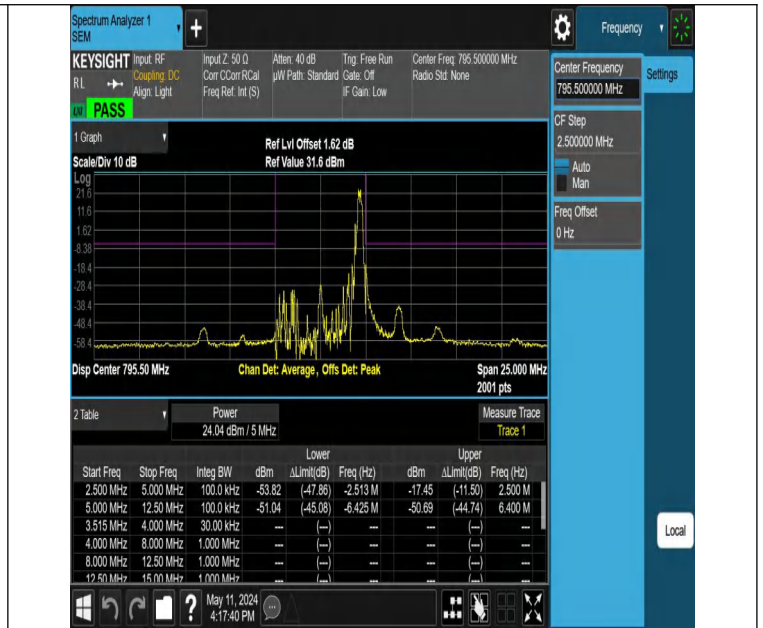 Spectrum Analyzer 1
SEM
Frequency
KEYSIGHT
Input: RF
Coupling: DC
Align: Light
Input Z: 50 Ω
Corr CCorr RCal
Freq Ref: Int (S)
Atten: 40 dB
µW Path: Standard
Trig: Free Run
Gate: Off
IF Gain: Low
Center Freq: 795.500000 MHz
Radio Std: None
RL
LXI
PASS
Center Frequency
795.500000 MHz
Settings
CF Step
2.500000 MHz
Auto
Man
Freq Offset
0 Hz
1 Graph
Scale/Div 10 dB
Ref Lvl Offset 1.62 dB
Ref Value 31.6 dBm
Log
21.6
11.6
1.62
-8.38
-18.4
-28.4
-38.4
-48.4
-58.4
Disp Center 795.50 MHz
Chan Det: Average , Offs Det: Peak
Span 25.000 MHz
2001 pts
2 Table
Power
24.04 dBm / 5 MHz
Measure Trace
Trace 1
Lower Upper
Start Freq Stop Freq Integ BW dBm ΔLimit(dB) Freq (Hz) dBm ΔLimit(dB) Freq (Hz)
2.500 MHz 5.000 MHz 100.0 kHz -53.82 (-47.86) -2.513 M -17.45 (-11.50) 2.500 M
5.000 MHz 12.50 MHz 100.0 kHz -51.04 (-45.08) -6.425 M -50.69 (-44.74) 6.400 M
3.515 MHz 4.000 MHz 30.00 kHz --- (---) --- --- (---) ---
4.000 MHz 8.000 MHz 1.000 MHz --- (---) --- --- (---) ---
8.000 MHz 12.50 MHz 1.000 MHz --- (---) --- --- (---) ---
12.50 MHz 15.00 MHz 1.000 MHz --- (---) --- --- (---) ---
Local
?
May 11, 2024
4:17:40 PM